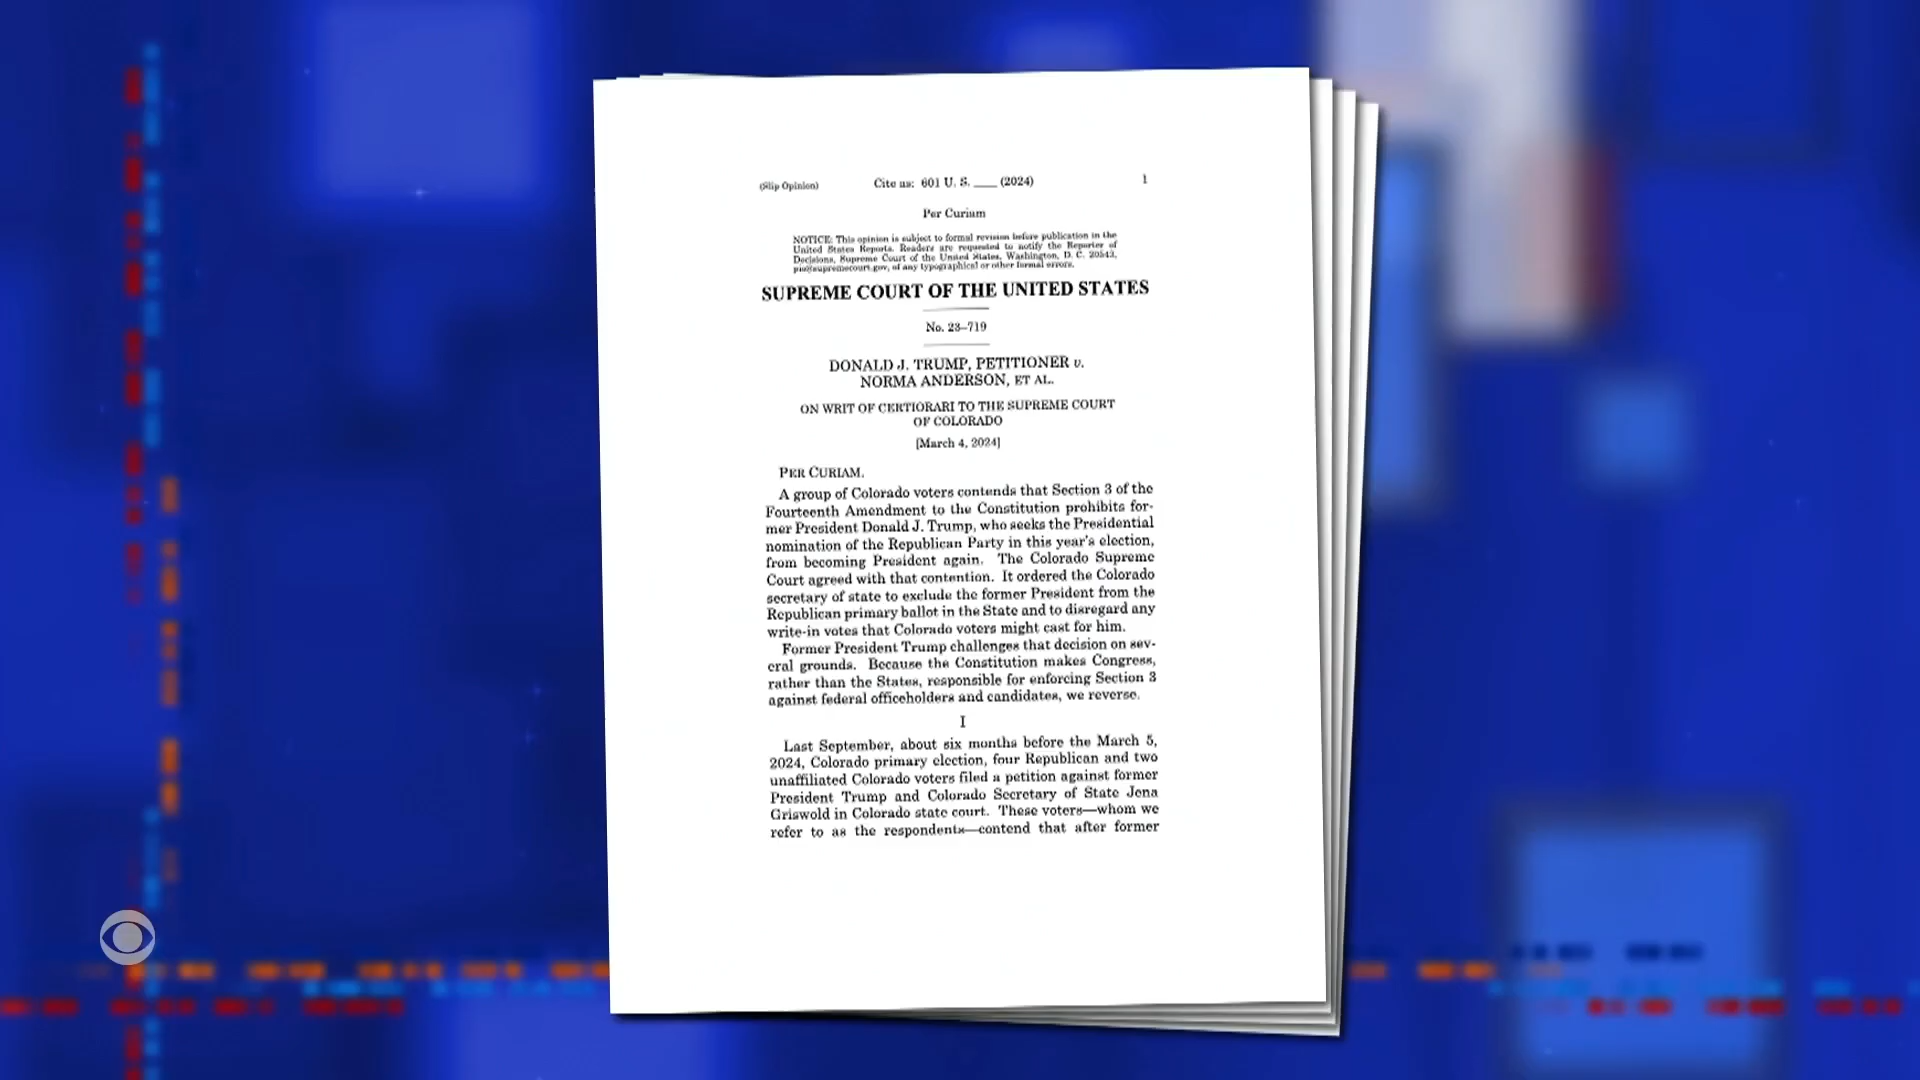 (Slip Opinion) Cite as: 601 U. S. ____ (2024) 1
Per Curiam
NOTICE: This opinion is subject to formal revision before publication in the
United States Reports. Readers are requested to notify the Reporter of
Decisions, Supreme Court of the United States, Washington, D. C. 20543,
pio@supremecourt.gov, of any typographical or other formal errors.
SUPREME COURT OF THE UNITED STATES
No. 23–719
DONALD J. TRUMP, PETITIONER v.
NORMA ANDERSON, ET AL.
ON WRIT OF CERTIORARI TO THE SUPREME COURT
OF COLORADO
[March 4, 2024]
PER CURIAM.
A group of Colorado voters contends that Section 3 of the
Fourteenth Amendment to the Constitution prohibits for-
mer President Donald J. Trump, who seeks the Presidential
nomination of the Republican Party in this year's election,
from becoming President again. The Colorado Supreme
Court agreed with that contention. It ordered the Colorado
secretary of state to exclude the former President from the
Republican primary ballot in the State and to disregard any
write-in votes that Colorado voters might cast for him.
Former President Trump challenges that decision on sev-
eral grounds. Because the Constitution makes Congress,
rather than the States, responsible for enforcing Section 3
against federal officeholders and candidates, we reverse.
I
Last September, about six months before the March 5,
2024, Colorado primary election, four Republican and two
unaffiliated Colorado voters filed a petition against former
President Trump and Colorado Secretary of State Jena
Griswold in Colorado state court. These voters—whom we
refer to as the respondents—contend that after former